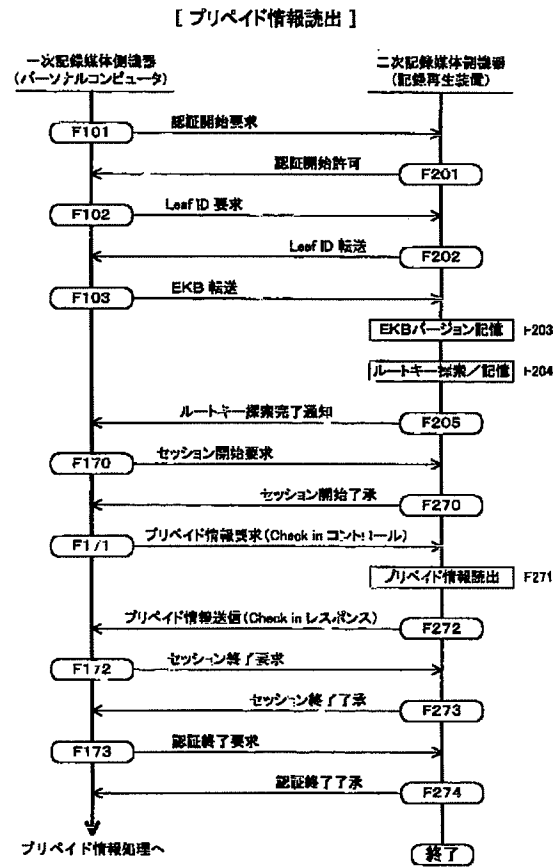 [ プリペイド情報読出 ]
一次記録媒体側機器
(パーソナルコンピュータ)
二次記録媒体側機器
(記録再生装置)
F101
認証開始要求
認証開始許可
F201
F102
Leaf ID 要求
Leaf ID 転送
F202
F103
EKB 転送
EKBバージョン記憶
F203
ルートキー探索／記憶
F204
ルートキー探索完了通知
F205
F170
セッション開始要求
セッション開始了承
F270
F171
プリペイド情報要求(Check in コントロール)
プリペイド情報読出
F271
プリペイド情報送信(Check in レスポンス)
F272
F172
セッション終了要求
セッション終了了承
F273
F173
認証終了要求
認証終了了承
F274
プリペイド情報処理へ
終了